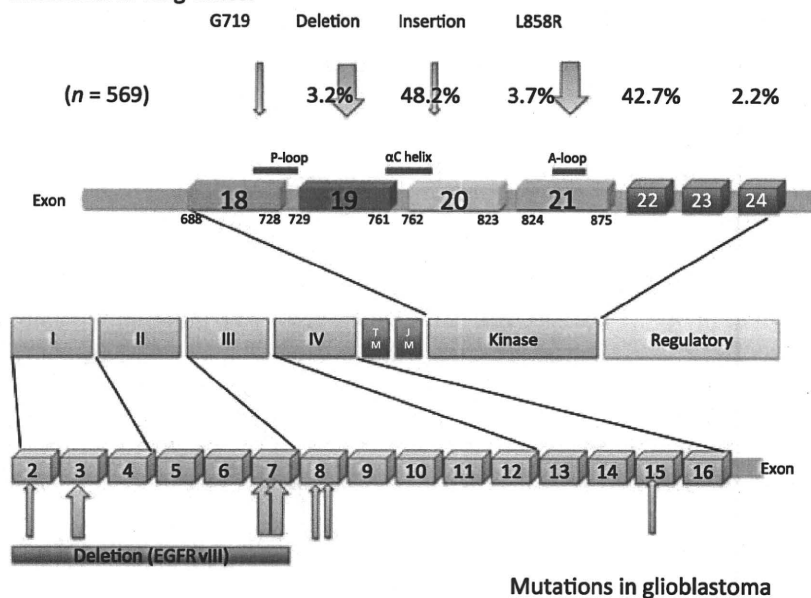 G719 Deletion Insertion L858R
(n = 569) 3.2% 48.2% 3.7% 42.7% 2.2%
P-loop αC helix A-loop
Exon 18 19 20 21 22 23 24
688 728 729 761 762 823 824 875
I II III IV TM JM Kinase Regulatory
2 3 4 5 6 7 8 9 10 11 12 13 14 15 16 Exon
Deletion (EGFRvIII)
Mutations in glioblastoma